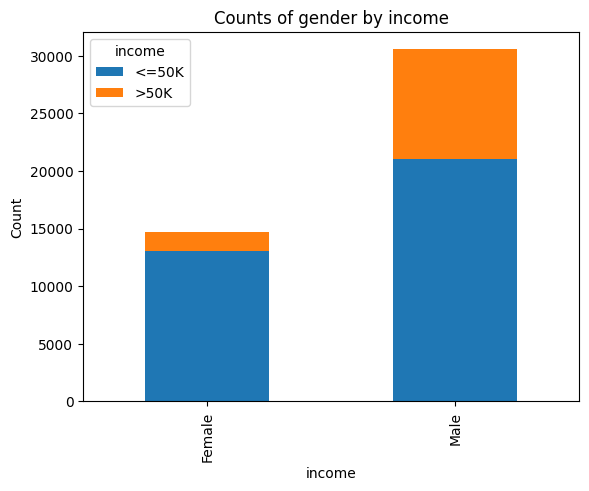 Counts of gender by income
income
<=50K
>50K
30000
25000
20000
15000
10000
5000
0
Count
Female
Male
income